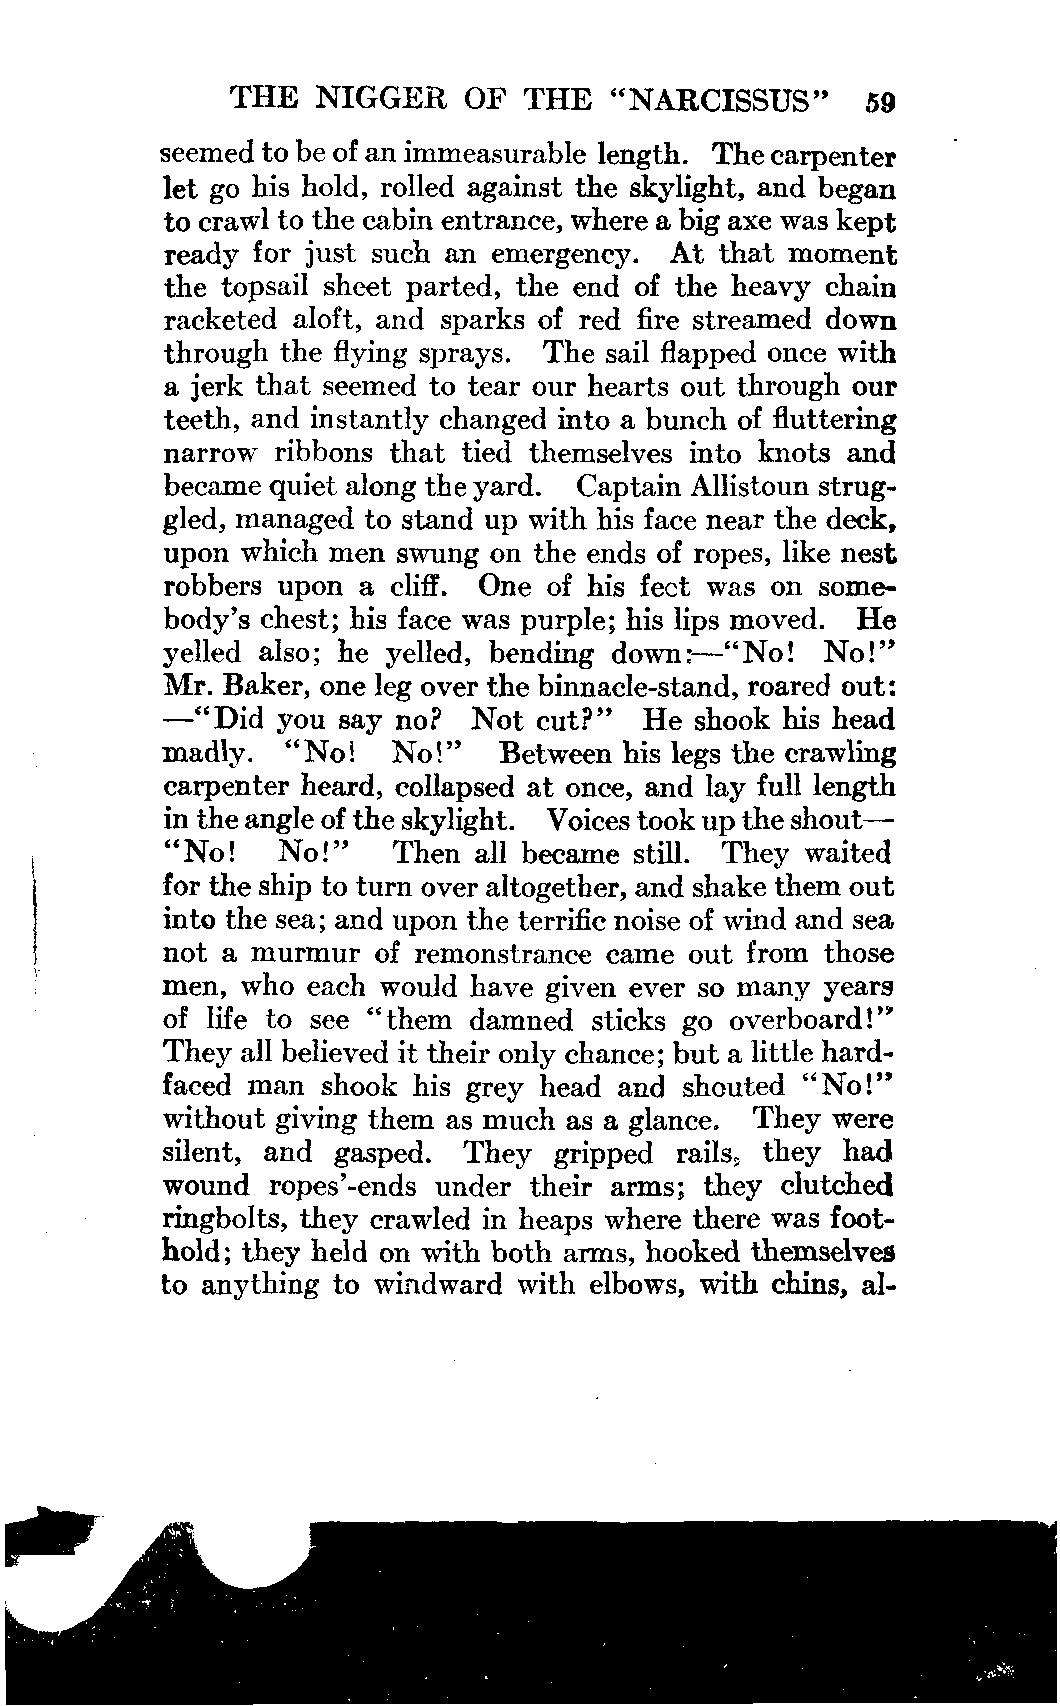 THE NIGGER OF THE "NARCISSUS" 59
seemed to be of an immeasurable length. The carpenter
let go his hold, rolled against the skylight, and began
to crawl to the cabin entrance, where a big axe was kept
ready for just such an emergency. At that moment
the topsail sheet parted, the end of the heavy chain
racketed aloft, and sparks of red fire streamed down
through the flying sprays. The sail flapped once with
a jerk that seemed to tear our hearts out through our
teeth, and instantly changed into a bunch of fluttering
narrow ribbons that tied themselves into knots and
became quiet along the yard. Captain Allistoun strug-
gled, managed to stand up with his face near the deck,
upon which men swung on the ends of ropes, like nest
robbers upon a cliff. One of his feet was on some-
body's chest; his face was purple; his lips moved. He
yelled also; he yelled, bending down:—"No! No!"
Mr. Baker, one leg over the binnacle-stand, roared out:
—"Did you say no? Not cut?" He shook his head
madly. "No! No!" Between his legs the crawling
carpenter heard, collapsed at once, and lay full length
in the angle of the skylight. Voices took up the shout—
"No! No!" Then all became still. They waited
for the ship to turn over altogether, and shake them out
into the sea; and upon the terrific noise of wind and sea
not a murmur of remonstrance came out from those
men, who each would have given ever so many years
of life to see "them damned sticks go overboard!"
They all believed it their only chance; but a little hard-
faced man shook his grey head and shouted "No!"
without giving them as much as a glance. They were
silent, and gasped. They gripped rails, they had
wound ropes'-ends under their arms; they clutched
ringbolts, they crawled in heaps where there was foot-
hold; they held on with both arms, hooked themselves
to anything to windward with elbows, with chins, al-